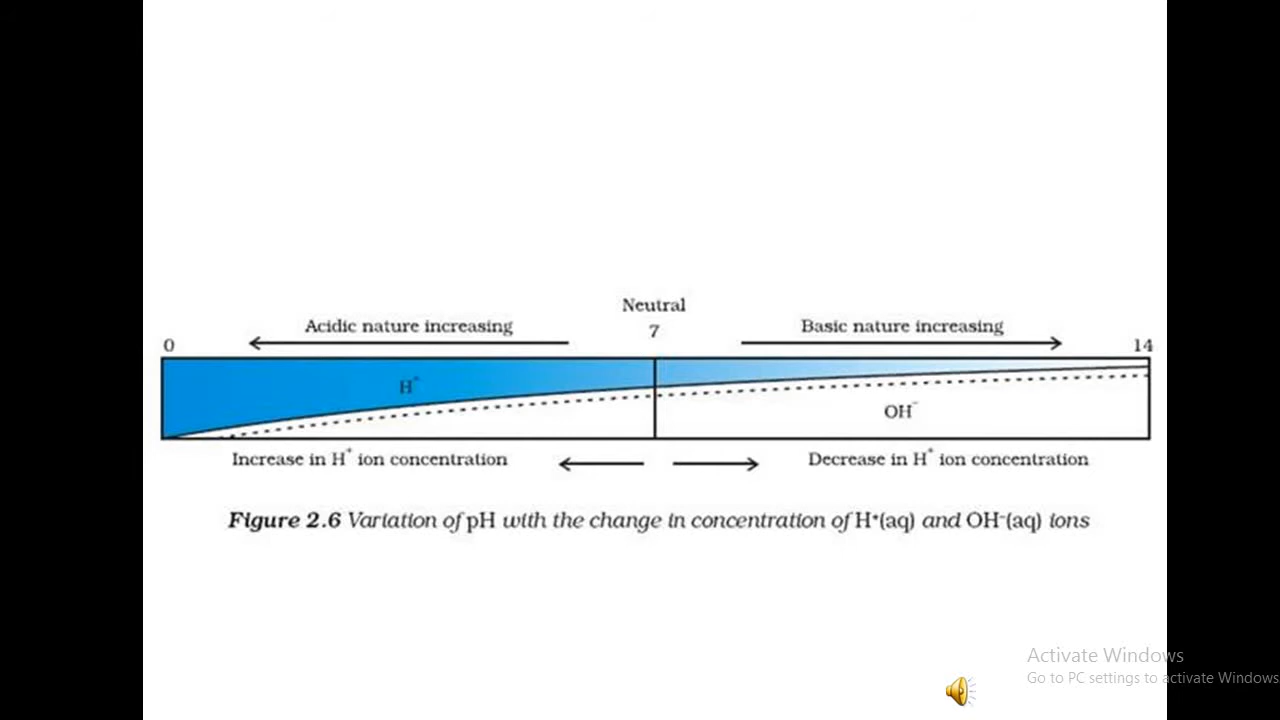 Neutral
Acidic nature increasing 7 Basic nature increasing
0 14
H⁺
OH⁻
Increase in H⁺ ion concentration Decrease in H⁺ ion concentration
Figure 2.6 Variation of pH with the change in concentration of H⁺(aq) and OH⁻(aq) ions
Activate Windows
Go to PC settings to activate Windows